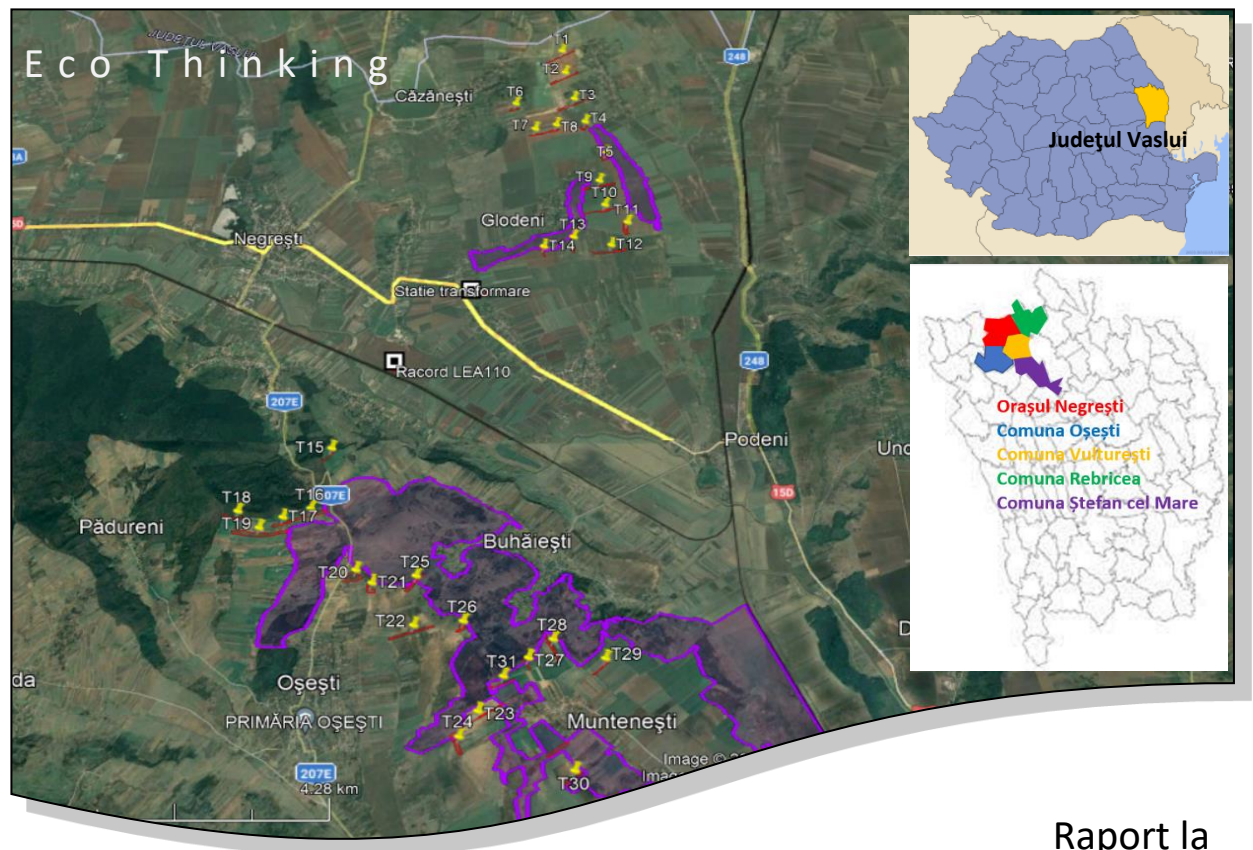 Eco Thinking
JUDEȚUL VASLUI
248
T1
T2
Căzănești
T6
T3
T7
T8
T4
T5
T9
T10
Glodeni
T11
T13
T14
T12
Negrești
Statie transformare
Racord LEA110
248
207E
Podeni
T15
15D
T18
T16
07E
T17
T19
Pădureni
Buhăiești
T20
T25
T21
T22
T26
T28
T27
T29
T31
Oșești
T23
T24
PRIMĂRIA OȘEȘTI
Muntenești
T30
207E
4.28 km
Județul Vaslui
Orașul Negrești
Comuna Oșești
Comuna Vulturești
Comuna Rebricea
Comuna Ștefan cel Mare
Raport la